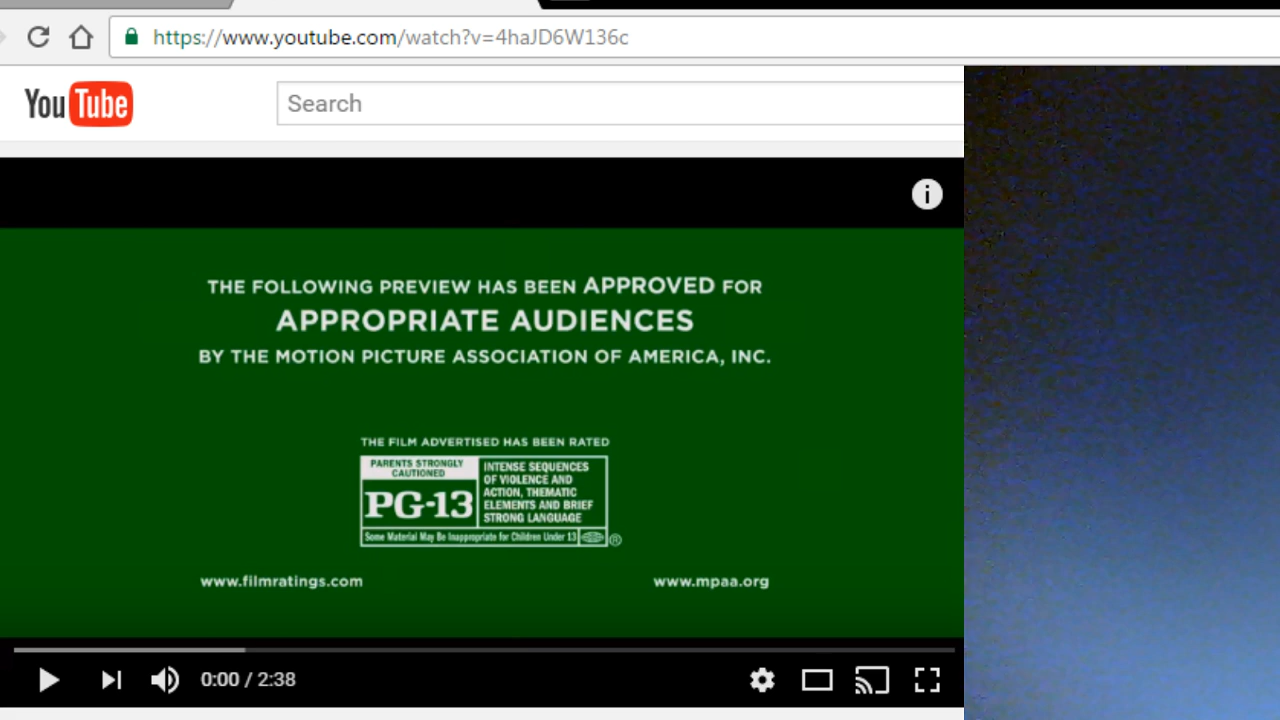 https://www.youtube.com/watch?v=4haJD6W136c
YouTube
Search
i
THE FOLLOWING PREVIEW HAS BEEN APPROVED FOR
APPROPRIATE AUDIENCES
BY THE MOTION PICTURE ASSOCIATION OF AMERICA, INC.
THE FILM ADVERTISED HAS BEEN RATED
PARENTS STRONGLY
CAUTIONED
PG-13
INTENSE SEQUENCES
OF VIOLENCE AND
ACTION, THEMATIC
ELEMENTS AND BRIEF
STRONG LANGUAGE
Some Material May Be Inappropriate for Children Under 13
®
www.filmratings.com
www.mpaa.org
0:00 / 2:38